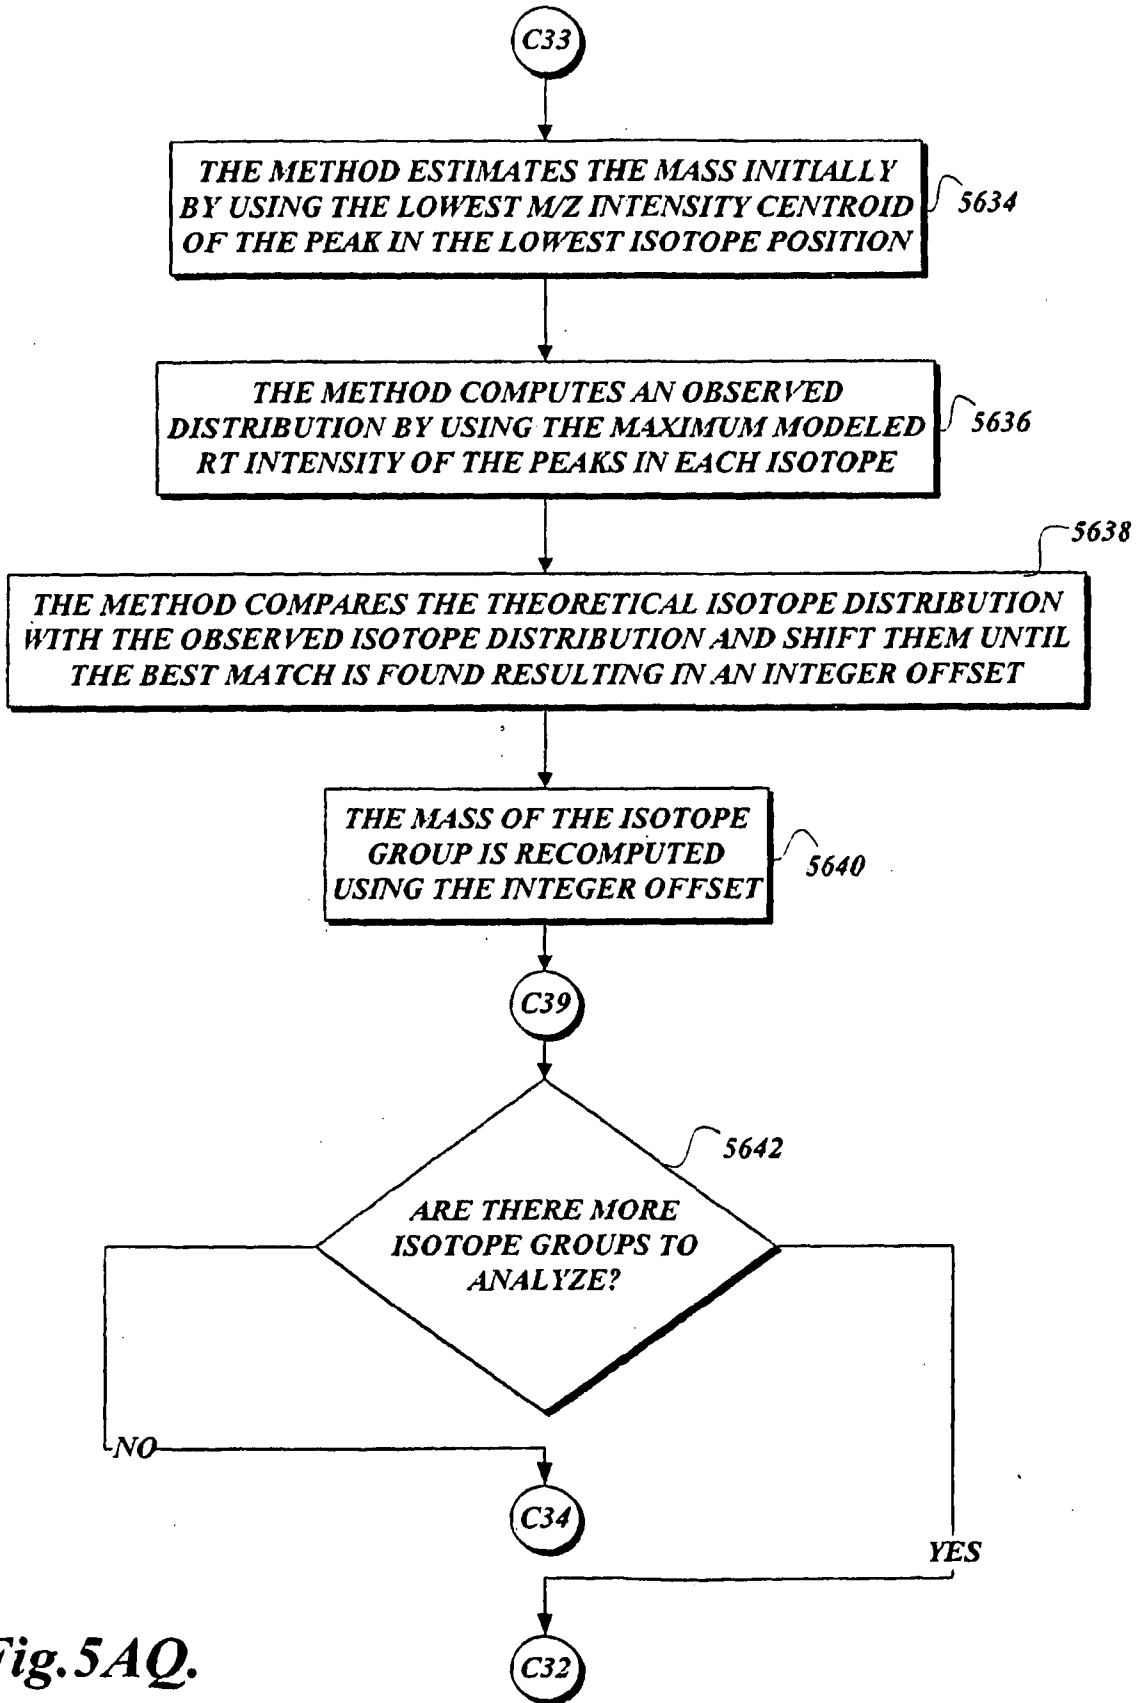 C33
THE METHOD ESTIMATES THE MASS INITIALLY
BY USING THE LOWEST M/Z INTENSITY CENTROID
OF THE PEAK IN THE LOWEST ISOTOPE POSITION
5634
THE METHOD COMPUTES AN OBSERVED
DISTRIBUTION BY USING THE MAXIMUM MODELED
RT INTENSITY OF THE PEAKS IN EACH ISOTOPE
5636
5638
THE METHOD COMPARES THE THEORETICAL ISOTOPE DISTRIBUTION
WITH THE OBSERVED ISOTOPE DISTRIBUTION AND SHIFT THEM UNTIL
THE BEST MATCH IS FOUND RESULTING IN AN INTEGER OFFSET
THE MASS OF THE ISOTOPE
GROUP IS RECOMPUTED
USING THE INTEGER OFFSET
5640
C39
5642
ARE THERE MORE
ISOTOPE GROUPS TO
ANALYZE?
NO
C34
YES
C32
Fig.5AQ.